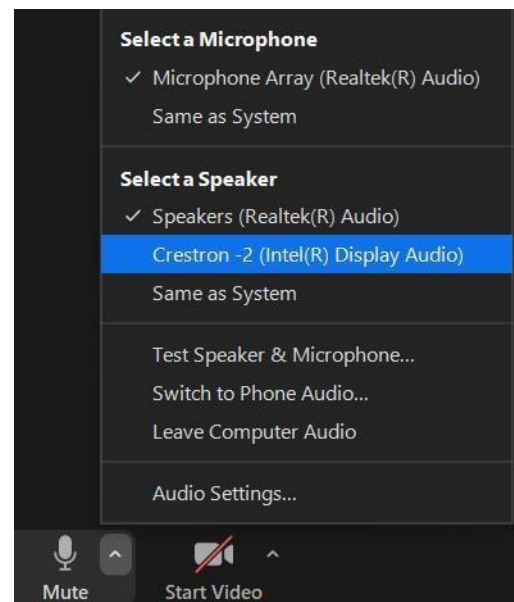 Select a Microphone
✓ Microphone Array (Realtek(R) Audio)
Same as System
Select a Speaker
✓ Speakers (Realtek(R) Audio)
Crestron -2 (Intel(R) Display Audio)
Same as System
Test Speaker & Microphone...
Switch to Phone Audio...
Leave Computer Audio
Audio Settings...
Mute
Start Video